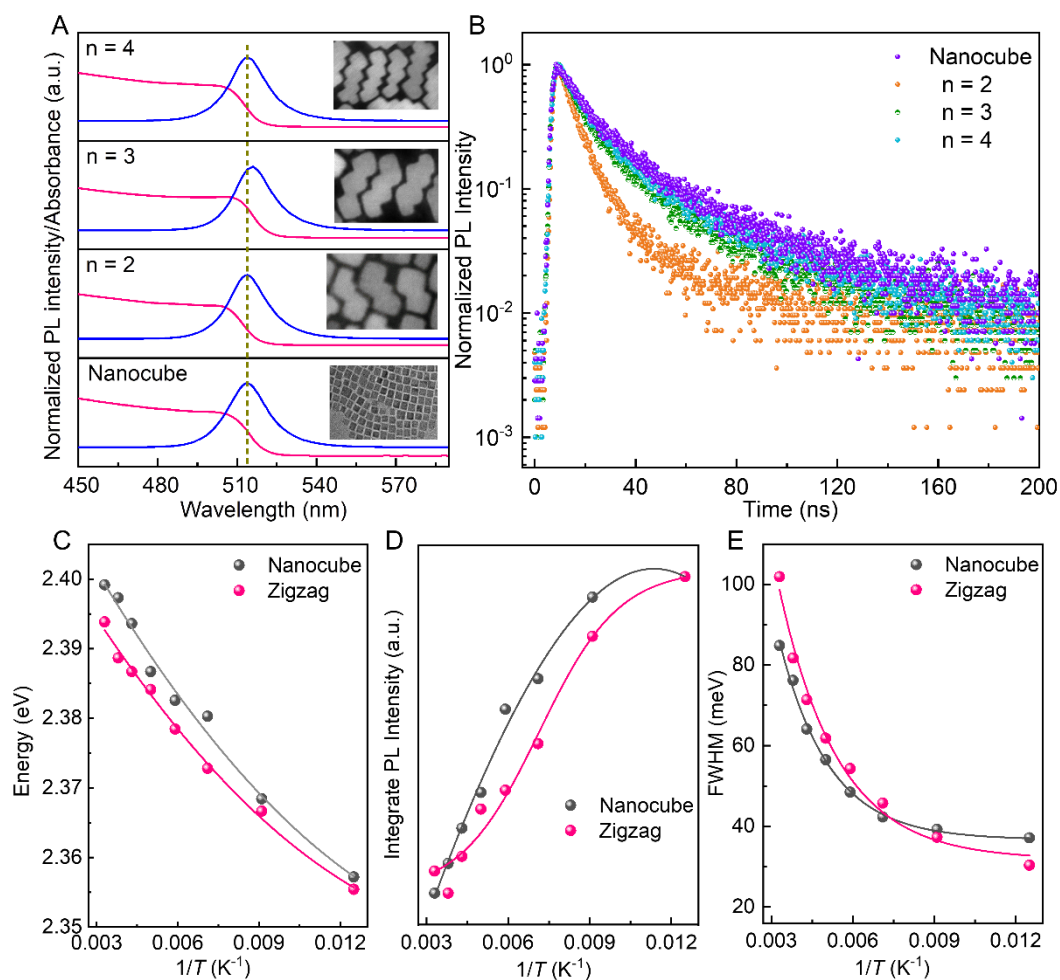 A
Normalized PL intensity/Absorbance (a.u.)
n = 4
n = 3
n = 2
Nanocube
450 480 510 540 570
Wavelength (nm)
B
Normalized PL Intensity
10⁰
10⁻¹
10⁻²
10⁻³
Nanocube
n = 2
n = 3
n = 4
0 40 80 120 160 200
Time (ns)
C
Energy (eV)
2.40
2.39
2.38
2.37
2.36
2.35
Nanocube
Zigzag
0.003 0.006 0.009 0.012
1/T (K⁻¹)
D
Integrate PL Intensity (a.u.)
Nanocube
Zigzag
0.003 0.006 0.009 0.012
1/T (K⁻¹)
E
FWHM (meV)
100
80
60
40
20
Nanocube
Zigzag
0.003 0.006 0.009 0.012
1/T (K⁻¹)